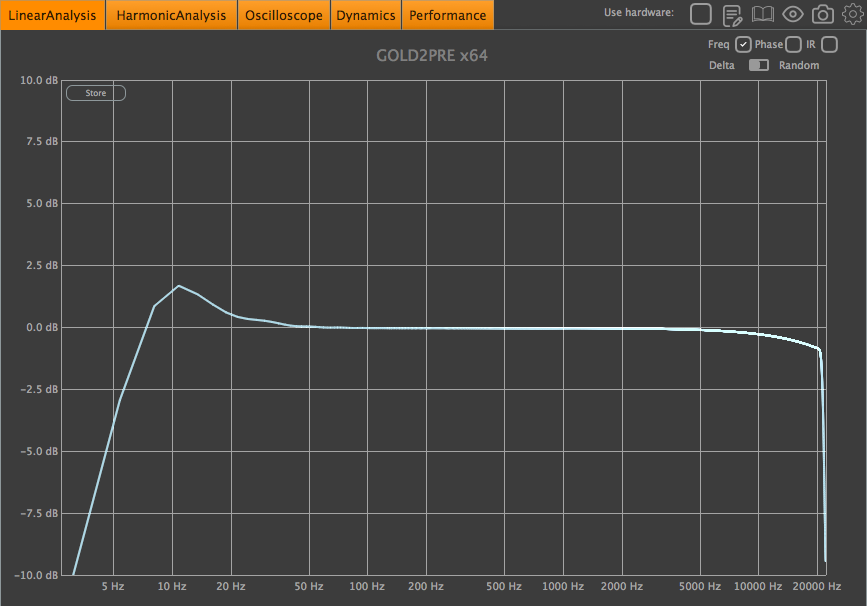 LinearAnalysis HarmonicAnalysis Oscilloscope Dynamics Performance Use hardware:
Freq Phase IR
GOLD2PRE x64
Delta Random
10.0 dB
Store
7.5 dB
5.0 dB
2.5 dB
0.0 dB
-2.5 dB
-5.0 dB
-7.5 dB
-10.0 dB
5 Hz 10 Hz 20 Hz 50 Hz 100 Hz 200 Hz 500 Hz 1000 Hz 2000 Hz 5000 Hz 10000 Hz 20000 Hz